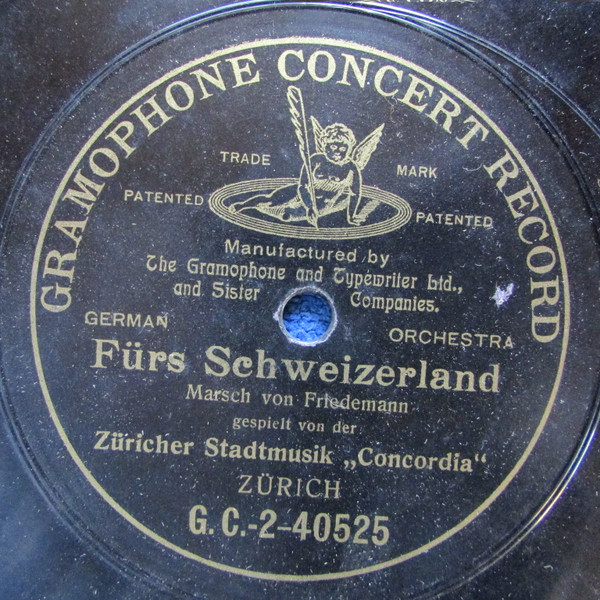 GRAMOPHONE CONCERT RECORD
TRADE MARK
PATENTED PATENTED
Manufactured by
The Gramophone and Typewriter Ltd.,
and Sister Companies.
GERMAN ORCHESTRA
Fürs Schweizerland
Marsch von Friedemann
gespielt von der
Züricher Stadtmusik „Concordia“
ZÜRICH
G. C.-2-40525